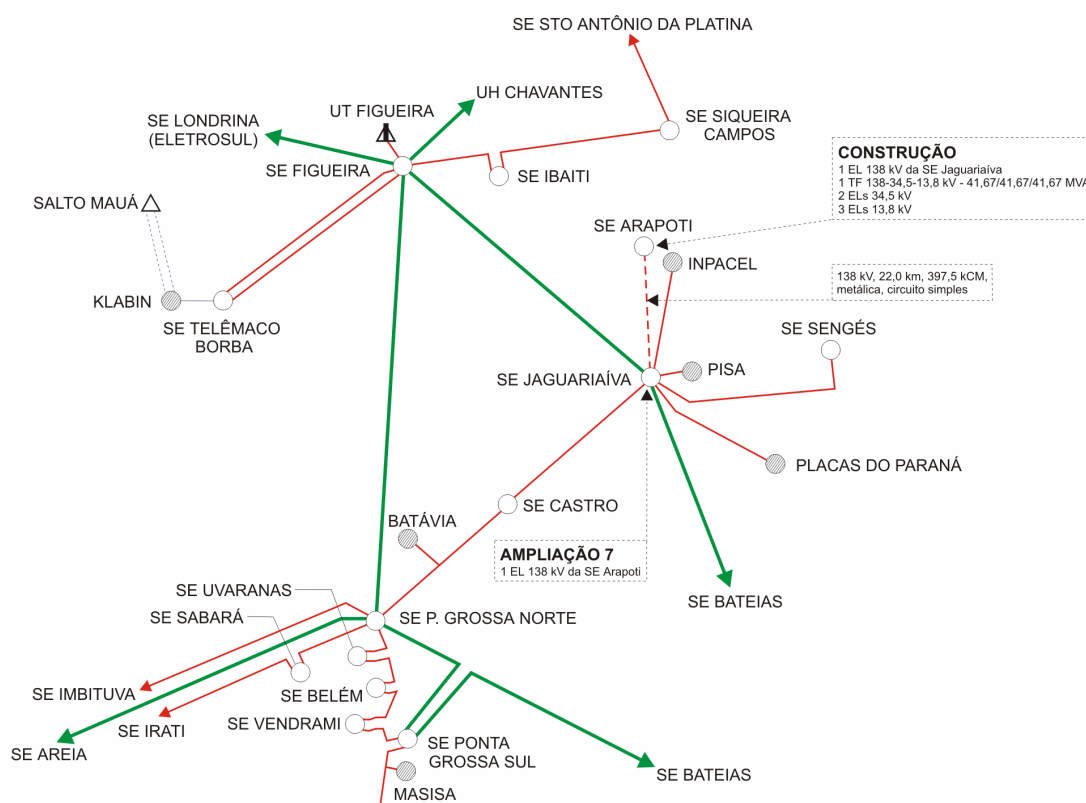 SE STO ANTÔNIO DA PLATINA
UH CHAVANTES
UT FIGUEIRA
SE LONDRINA
(ELETROSUL)
SE SIQUEIRA
CAMPOS
SE FIGUEIRA
SE IBAITI
CONSTRUÇÃO
1 EL 138 kV da SE Jaguariaíva
1 TF 138-34,5-13,8 kV - 41,67/41,67/41,67 MVA
2 ELs 34,5 kV
3 ELs 13,8 kV
SALTO MAUÁ
SE ARAPOTI
INPACEL
138 kV, 22,0 km, 397,5 kCM,
metálica, circuito simples
KLABIN
SE TELÊMACO
BORBA
SE SENGÉS
SE JAGUARIAÍVA
PISA
PLACAS DO PARANÁ
SE CASTRO
BATÁVIA
AMPLIAÇÃO 7
1 EL 138 kV da SE Arapoti
SE BATEIAS
SE UVARANAS
SE SABARÁ
SE P. GROSSA NORTE
SE IMBITUVA
SE BELÉM
SE IRATI
SE VENDRAMI
SE AREIA
SE PONTA
GROSSA SUL
SE BATEIAS
MASISA